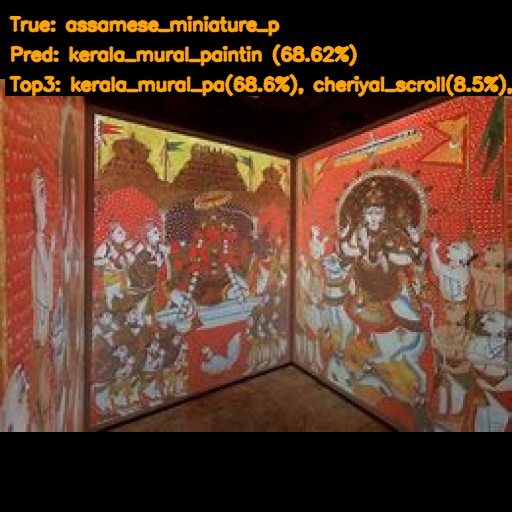 True: assamese_miniature_p
Pred: kerala_mural_paintin (68.62%)
Top3: kerala_mural_pa(68.6%), cheriyal_scroll(8.5%),